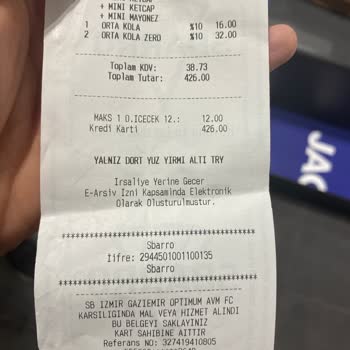 + MINI KETCAP
+ MINI MAYONEZ
1 ORTA KOLA %10 16.00
2 ORTA KOLA ZERO %10 32.00
Toplam KDV: 38.73
Toplam Tutar: 426.00
MAKS 1 O.ICECEK 12.: 12.00
Kredi Karti 426.00
YALNIZ DORT YUZ YIRMI ALTI TRY
Irsaliye Yerine Gecer
E-Arsiv Izni Kapsaminda Elektronik
Olarak Olusturulmustur.
****************************************
Sbarro
Iifre: 2944501001100135
Sbarro
****************************************
SB IZMIR GAZIEMIR OPTIMUM AVM FC
KARSILIGINDA MAL VEYA HIZMET ALINDI
BU BELGEYI SAKLAYINIZ
KART SAHIBINE AITTIR
Referans NO: 327419410805
JAC